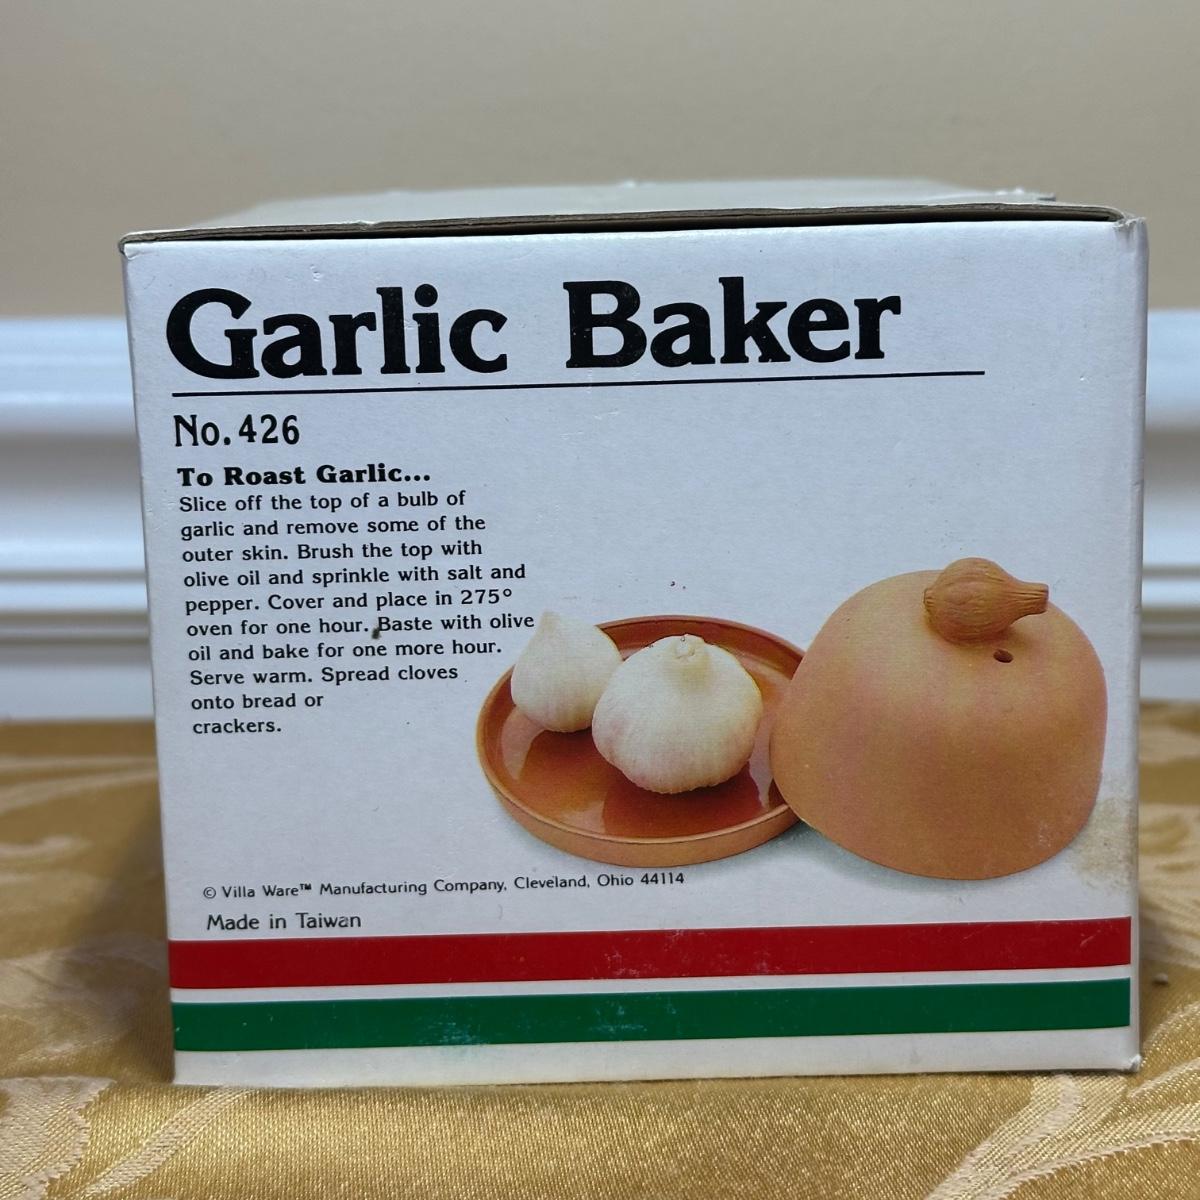 Garlic Baker
No. 426
To Roast Garlic...
Slice off the top of a bulb of
garlic and remove some of the
outer skin. Brush the top with
olive oil and sprinkle with salt and
pepper. Cover and place in 275°
oven for one hour. Baste with olive
oil and bake for one more hour.
Serve warm. Spread cloves
onto bread or
crackers.
© Villa Ware™ Manufacturing Company, Cleveland, Ohio 44114
Made in Taiwan